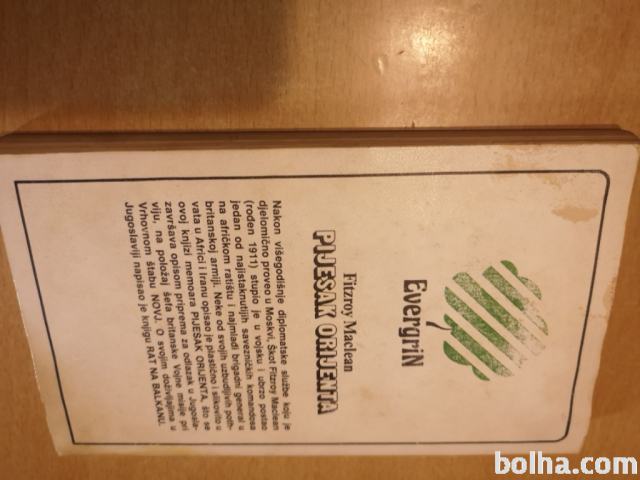 EvergriN
Fitzroy Maclean
PIJESAK ORIJENTA
Nakon višegodišnje diplomatske službe koju je
djelomično proveo u Moskvi, Škot Fitzroy Maclean
(rođen 1911) stupio je u vojsku i ubrzo postao
jedan od najistaknutijih savezničkih komandosa
na afričkom ratištu i najmlađi brigadni general u
britanskoj armiji. Neke od svojih uzbudljivih poth-
vata u Africi i Iranu opisao je plastično i slikovito u
ovoj knjizi memoara PIJESAK ORIJENTA, što se
završava opisom priprema za odlazak u Jugosla-
viju, na položaj šefa britanske Vojne misije pri
Vrhovnom štabu NOVJ. O svojim doživljajima u
Jugoslaviji napisao je knjigu RAT NA BALKANU.
bolha.com